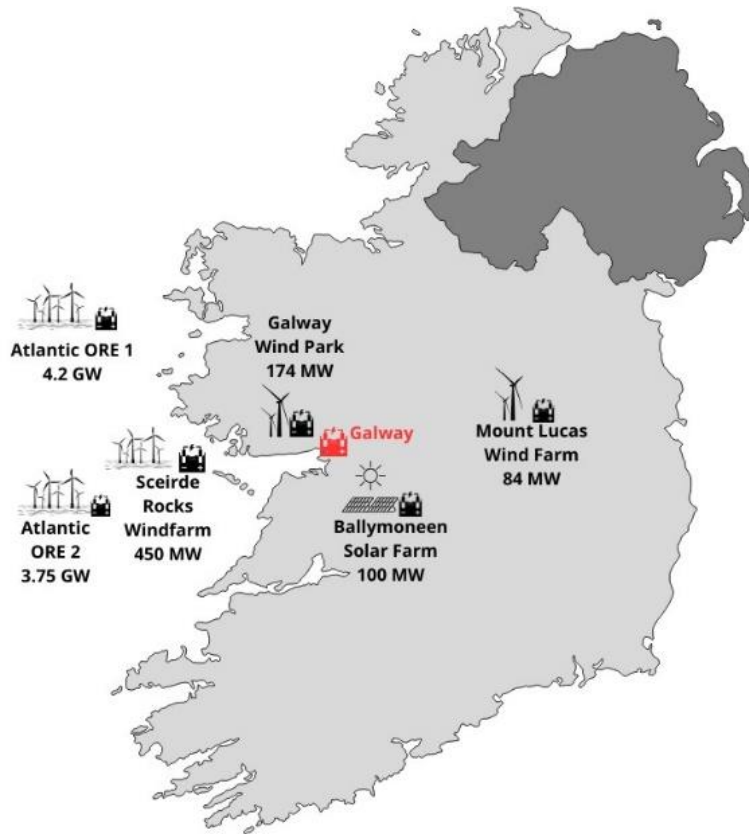 Galway
Wind Park
174 MW
Atlantic ORE 1
4.2 GW
Galway
Mount Lucas
Wind Farm
84 MW
Sceirde
Rocks
Windfarm
450 MW
Atlantic
ORE 2
3.75 GW
Ballymoneen
Solar Farm
100 MW